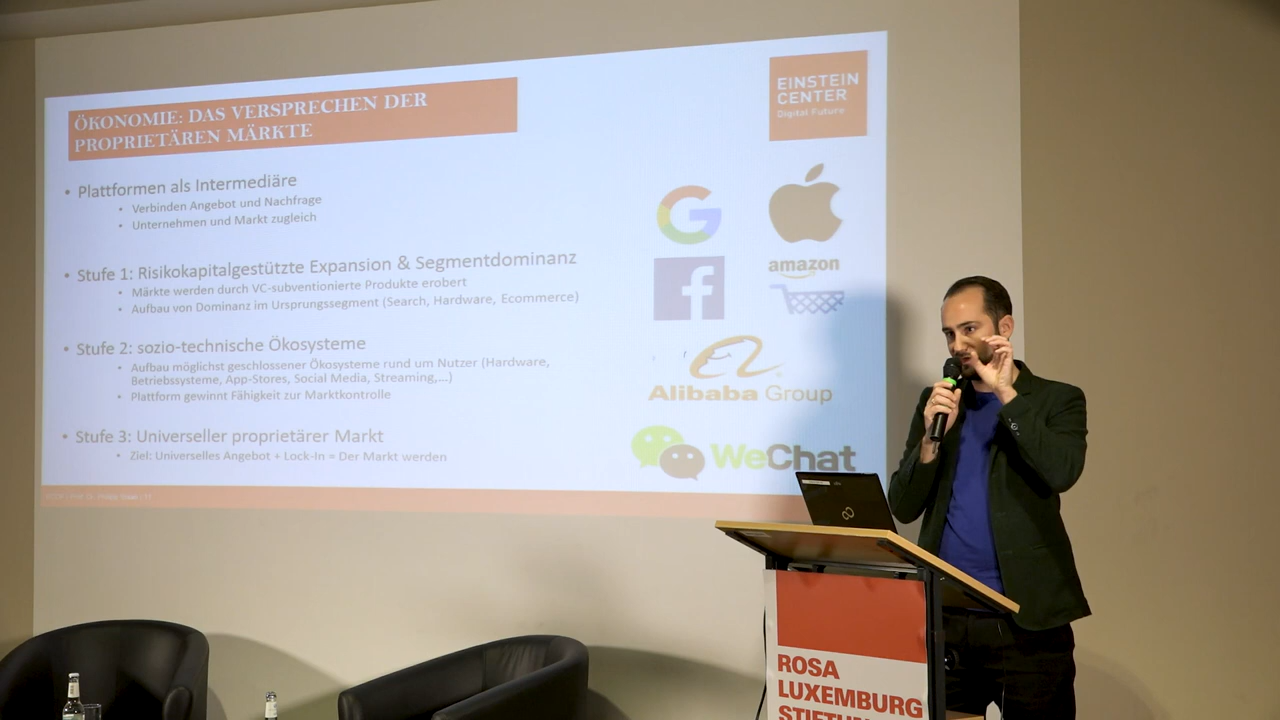 ÖKONOMIE: DAS VERSPRECHEN DER
PROPRIETÄREN MÄRKTE
EINSTEIN
CENTER
Digital Future
• Plattformen als Intermediäre
• Verbinden Angebot und Nachfrage
• Unternehmen und Markt zugleich
• Stufe 1: Risikokapitalgestützte Expansion & Segmentdominanz
• Märkte werden durch VC-subventionierte Produkte erobert
• Aufbau von Dominanz im Ursprungssegment (Search, Hardware, Ecommerce)
• Stufe 2: sozio-technische Ökosysteme
• Aufbau möglichst geschlossener Ökosysteme rund um Nutzer (Hardware,
Betriebssysteme, App-Stores, Social Media, Streaming,...)
• Plattform gewinnt Fähigkeit zur Marktkontrolle
• Stufe 3: Universeller proprietärer Markt
• Ziel: Universelles Angebot + Lock-In = Der Markt werden
G
f
amazon
Alibaba Group
WeChat
ROSA
LUXEMBURG
STIFTUN